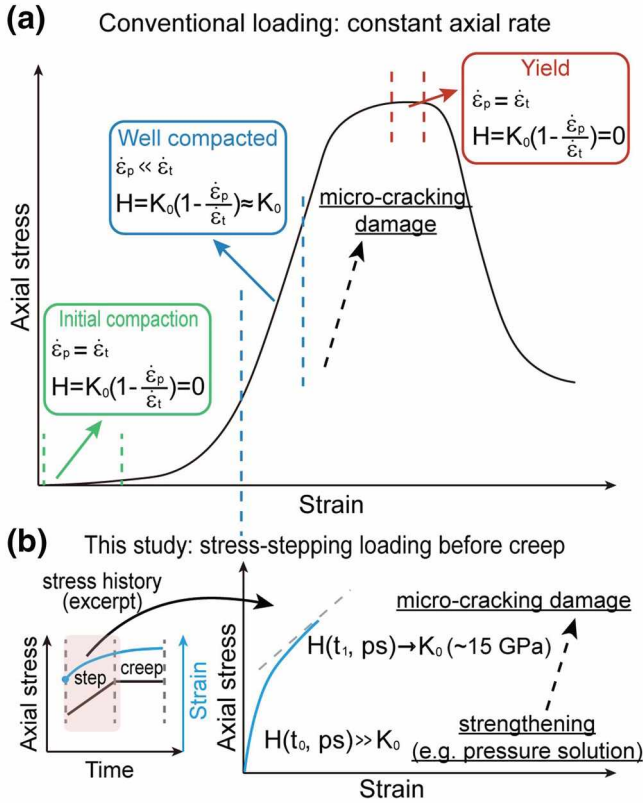 (a)
Conventional loading: constant axial rate
Yield
ε̇ₚ = ε̇ₜ
H=K₀(1-ε̇ₚ/ε̇ₜ)=0
Well compacted
ε̇ₚ ≪ ε̇ₜ
H=K₀(1-ε̇ₚ/ε̇ₜ)≈K₀
micro-cracking
damage
Initial compaction
ε̇ₚ = ε̇ₜ
H=K₀(1-ε̇ₚ/ε̇ₜ)=0
Axial stress
Strain
(b)
This study: stress-stepping loading before creep
stress history
(excerpt)
step
creep
Axial stress
Strain
Time
Axial stress
H(t₁, ps)→K₀(~15 GPa)
H(t₀, ps)≫K₀
micro-cracking damage
strengthening
(e.g. pressure solution)
Strain